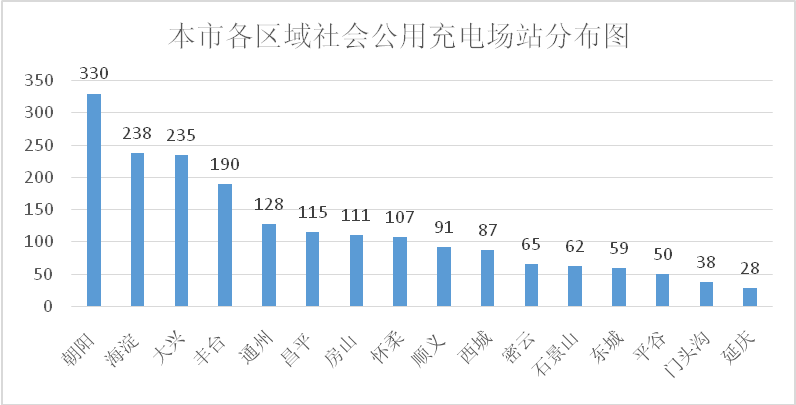 本市各区域社会公用充电场站分布图
350
300
250
200
150
100
50
0
330
238
235
190
128
115
111
107
91
87
65
62
59
50
38
28
朝阳
海淀
大兴
丰台
通州
昌平
房山
怀柔
顺义
西城
密云
石景山
东城
平谷
门头沟
延庆